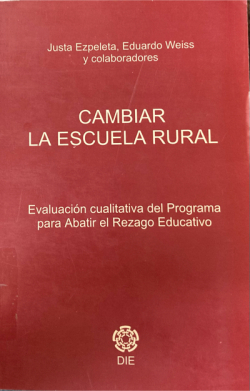 Justa Ezpeleta, Eduardo Weiss
y colaboradores
CAMBIAR
LA ESCUELA RURAL
Evaluación cualitativa del Programa
para Abatir el Rezago Educativo
DIE